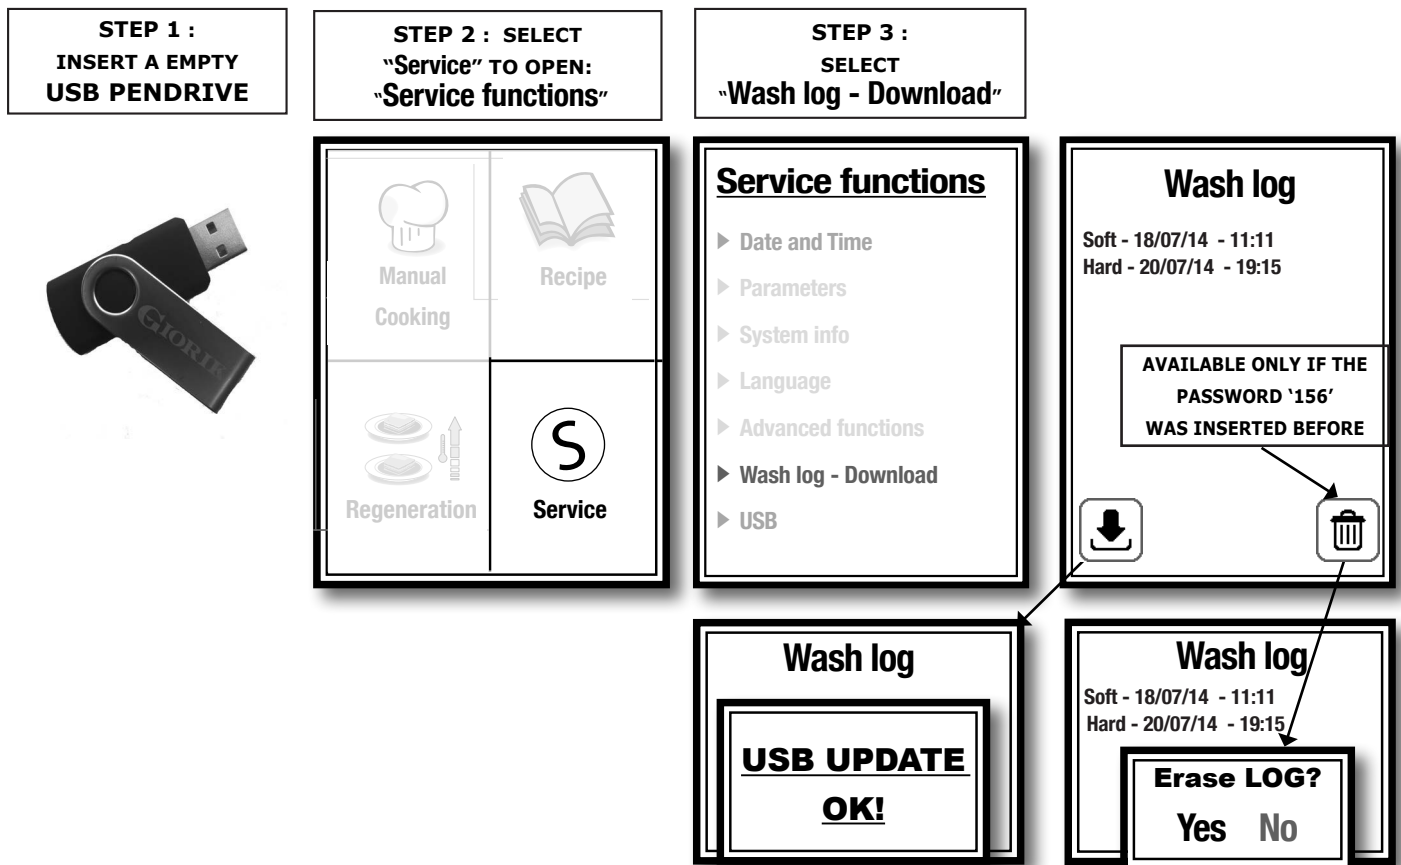 STEP 1 :
INSERT A EMPTY
USB PENDRIVE
STEP 2 : SELECT
“Service” TO OPEN:
“Service functions”
STEP 3 :
SELECT
“Wash log - Download”
GIORIK
Manual
Cooking
Recipe
Regeneration
S
Service
Service functions
Date and Time
Parameters
System info
Language
Advanced functions
Wash log - Download
USB
Wash log
Soft - 18/07/14 - 11:11
Hard - 20/07/14 - 19:15
AVAILABLE ONLY IF THE
PASSWORD ‘156’
WAS INSERTED BEFORE
Wash log
USB UPDATE
OK!
Wash log
Soft - 18/07/14 - 11:11
Hard - 20/07/14 - 19:15
Erase LOG?
Yes No